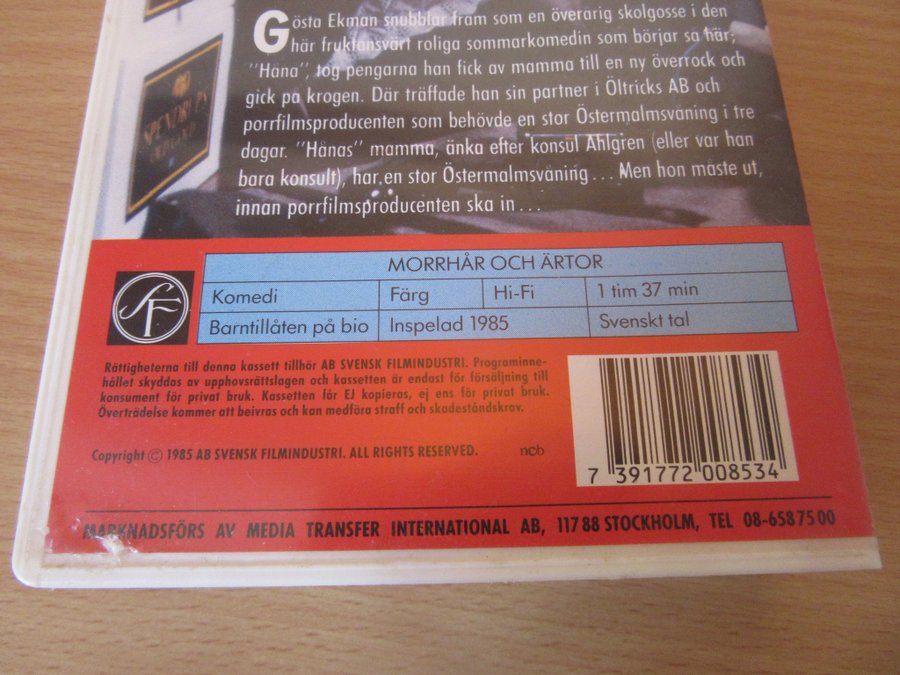 Gösta Ekman snubblar fram som en överarig skolgosse i den
här fruktansvärt roliga sommarkomedin som börjar så här;
"Håna", tog pengarna han fick av mamma till en ny överrock och
gick på krogen. Där träffade han sin partner i Öltricks AB och
porrfilmsproducenten som behövde en stor Östermalmsvåning i tre
dagar. "Hånas" mamma, änka efter konsul Ahlgren (eller var han
bara konsult), har en stor Östermalmsvåning... Men hon måste ut,
innan porrfilmsproducenten ska in...
SPENDRUPS
MORRHÅR OCH ÄRTOR
Komedi Färg Hi-Fi 1 tim 37 min
Barntillåten på bio Inspelad 1985 Svenskt tal
SF
Rättigheterna till denna kassett tillhör AB SVENSK FILMINDUSTRI. Programinne-
hållet skyddas av upphovsrättslagen och kassetten är endast för försäljning till
konsument för privat bruk. Kassetten får EJ kopieras, ej ens för privat bruk.
Överträdelse kommer att beivras och kan medföra straff och skadeståndskrav.
Copyright © 1985 AB SVENSK FILMINDUSTRI. ALL RIGHTS RESERVED. ncb
7 391772 008534
MARKNADSFÖRS AV MEDIA TRANSFER INTERNATIONAL AB, 117 88 STOCKHOLM, TEL 08-658 75 00